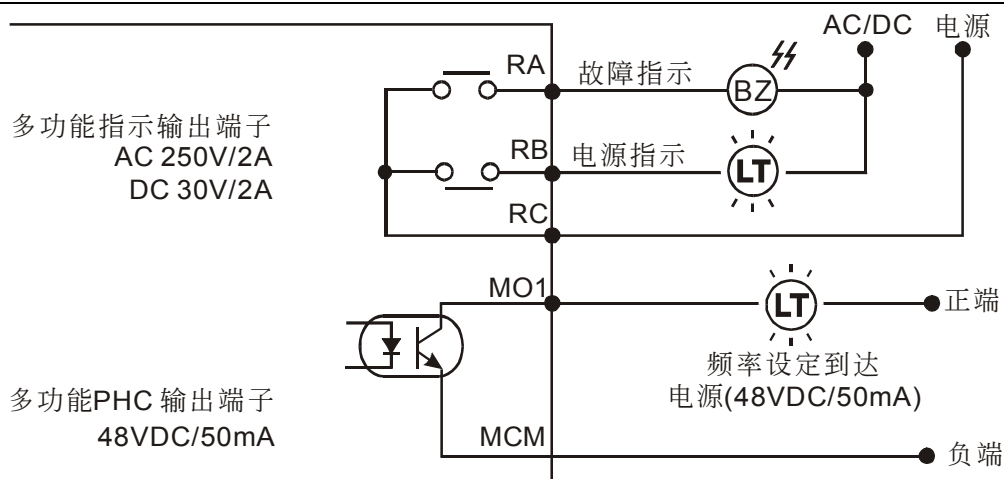 AC/DC 电源
RA
故障指示
BZ
多功能指示输出端子
AC 250V/2A
DC 30V/2A
RB
电源指示
LT
RC
MO1
LT
正端
频率设定到达
电源(48VDC/50mA)
多功能PHC 输出端子
48VDC/50mA
MCM
负端